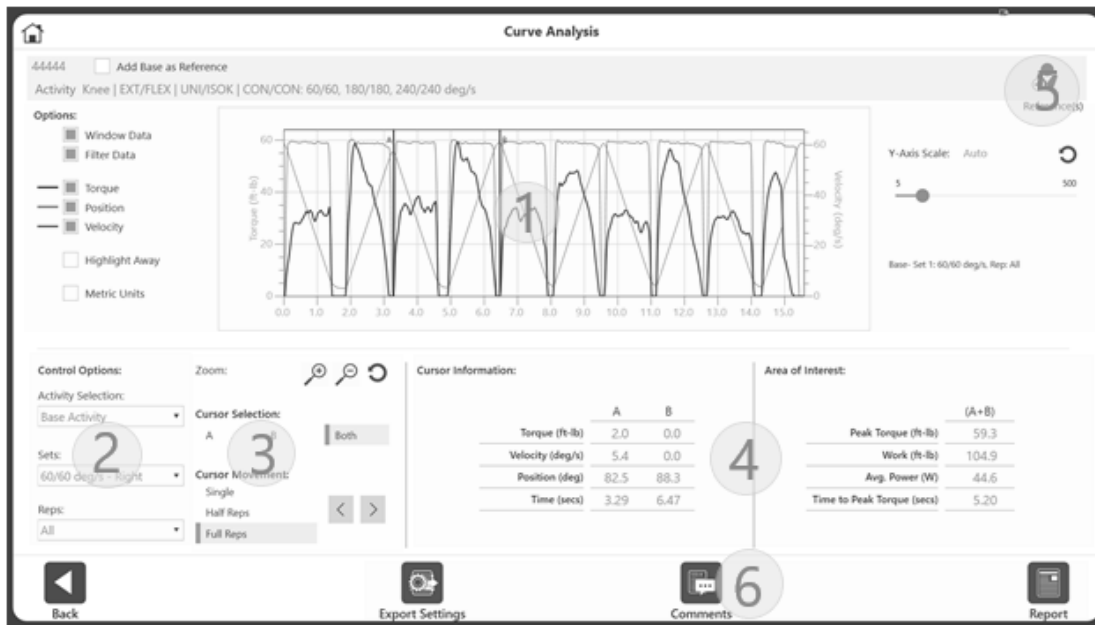 Curve Analysis
44444 Add Base as Reference
Activity Knee | EXT/FLEX | UNI/ISOK | CON/CON: 60/60, 180/180, 240/240 deg/s
5
Reference(s)
Options:
Window Data
Filter Data
Torque
Position
Velocity
Highlight Away
Metric Units
Torque (ft-lb)
60
40
20
0
A
B
1
0.0 1.0 2.0 3.0 4.0 5.0 6.0 7.0 8.0 9.0 10.0 11.0 12.0 13.0 14.0 15.0
60
40
20
0
Velocity (deg/s)
Y-Axis Scale: Auto
5 500
Base- Set 1: 60/60 deg/s, Rep: All
Control Options:
Activity Selection:
Base Activity
2
Sets:
60/60 deg/s - Right
Reps:
All
Zoom:
Cursor Selection:
A B Both
3
Cursor Movement:
Single
Half Reps
Full Reps
< >
Cursor Information:
A B
Torque (ft-lb) 2.0 0.0
Velocity (deg/s) 5.4 0.0
Position (deg) 82.5 88.3
Time (secs) 3.29 6.47
4
Area of Interest:
(A+B)
Peak Torque (ft-lb) 59.3
Work (ft-lb) 104.9
Avg. Power (W) 44.6
Time to Peak Torque (secs) 5.20
6
Back
Export Settings
Comments
Report